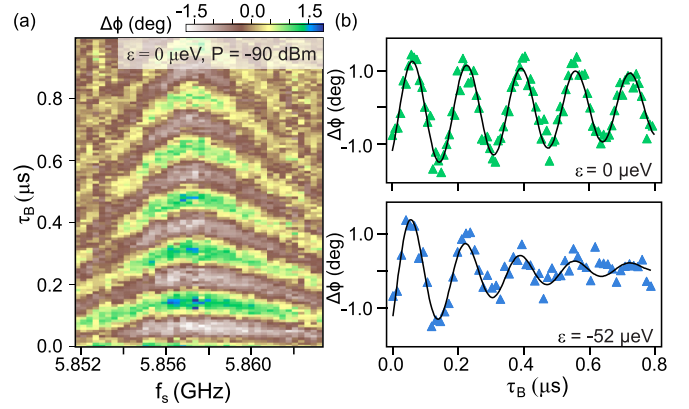 (a) Δϕ (deg) -1.5 0.0 1.5
ε = 0 µeV, P = -90 dBm
0.8
0.6
0.4
0.2
0.0
τB (µs)
5.852 5.856 5.860
fs (GHz)
(b)
1.0
-1.0
Δϕ (deg)
ε = 0 µeV
1.0
-1.0
Δϕ (deg)
ε = -52 µeV
0.0 0.2 0.4 0.6 0.8
τB (µs)